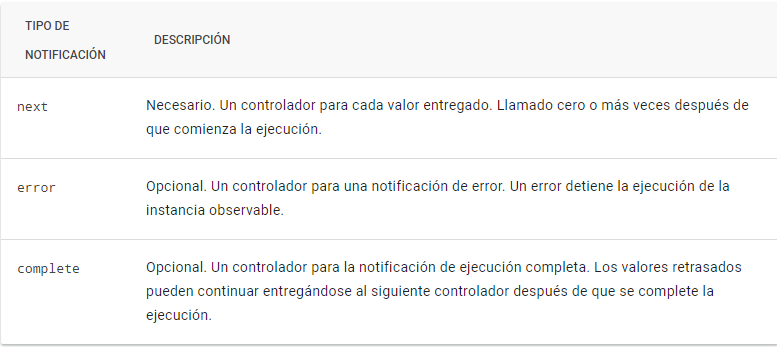 TIPO DE
NOTIFICACIÓN
DESCRIPCIÓN
next
Necesario. Un controlador para cada valor entregado. Llamado cero o más veces después de
que comienza la ejecución.
error
Opcional. Un controlador para una notificación de error. Un error detiene la ejecución de la
instancia observable.
complete
Opcional. Un controlador para la notificación de ejecución completa. Los valores retrasados
pueden continuar entregándose al siguiente controlador después de que se complete la
ejecución.